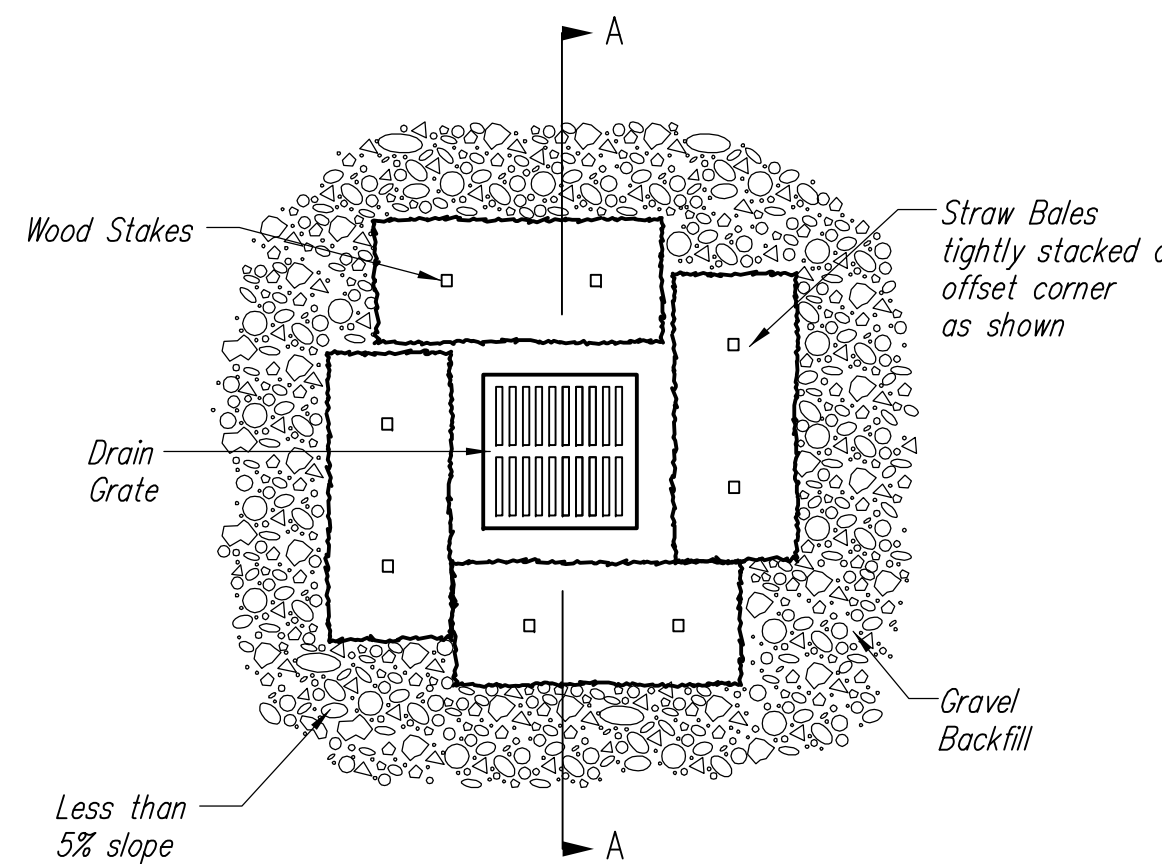 A
Wood Stakes
Straw Bales
tightly stacked
offset corner
as shown
Drain
Grate
Gravel
Backfill
Less than
5% slope
A